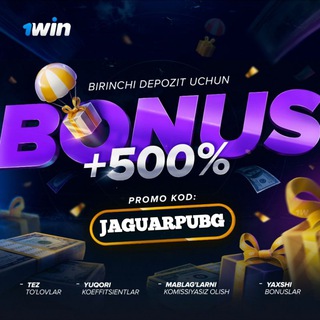 1win
BIRINCHI DEPOZIT UCHUN
BONUS
+500%
PROMO KOD:
JAGUARPUBG
- TEZ TO'LOVLAR
- YUQORI KOEFFITSIENTLAR
- MABLAG'LARNI KOMISSIYASIZ OLISH
- YAXSHI BONUSLAR